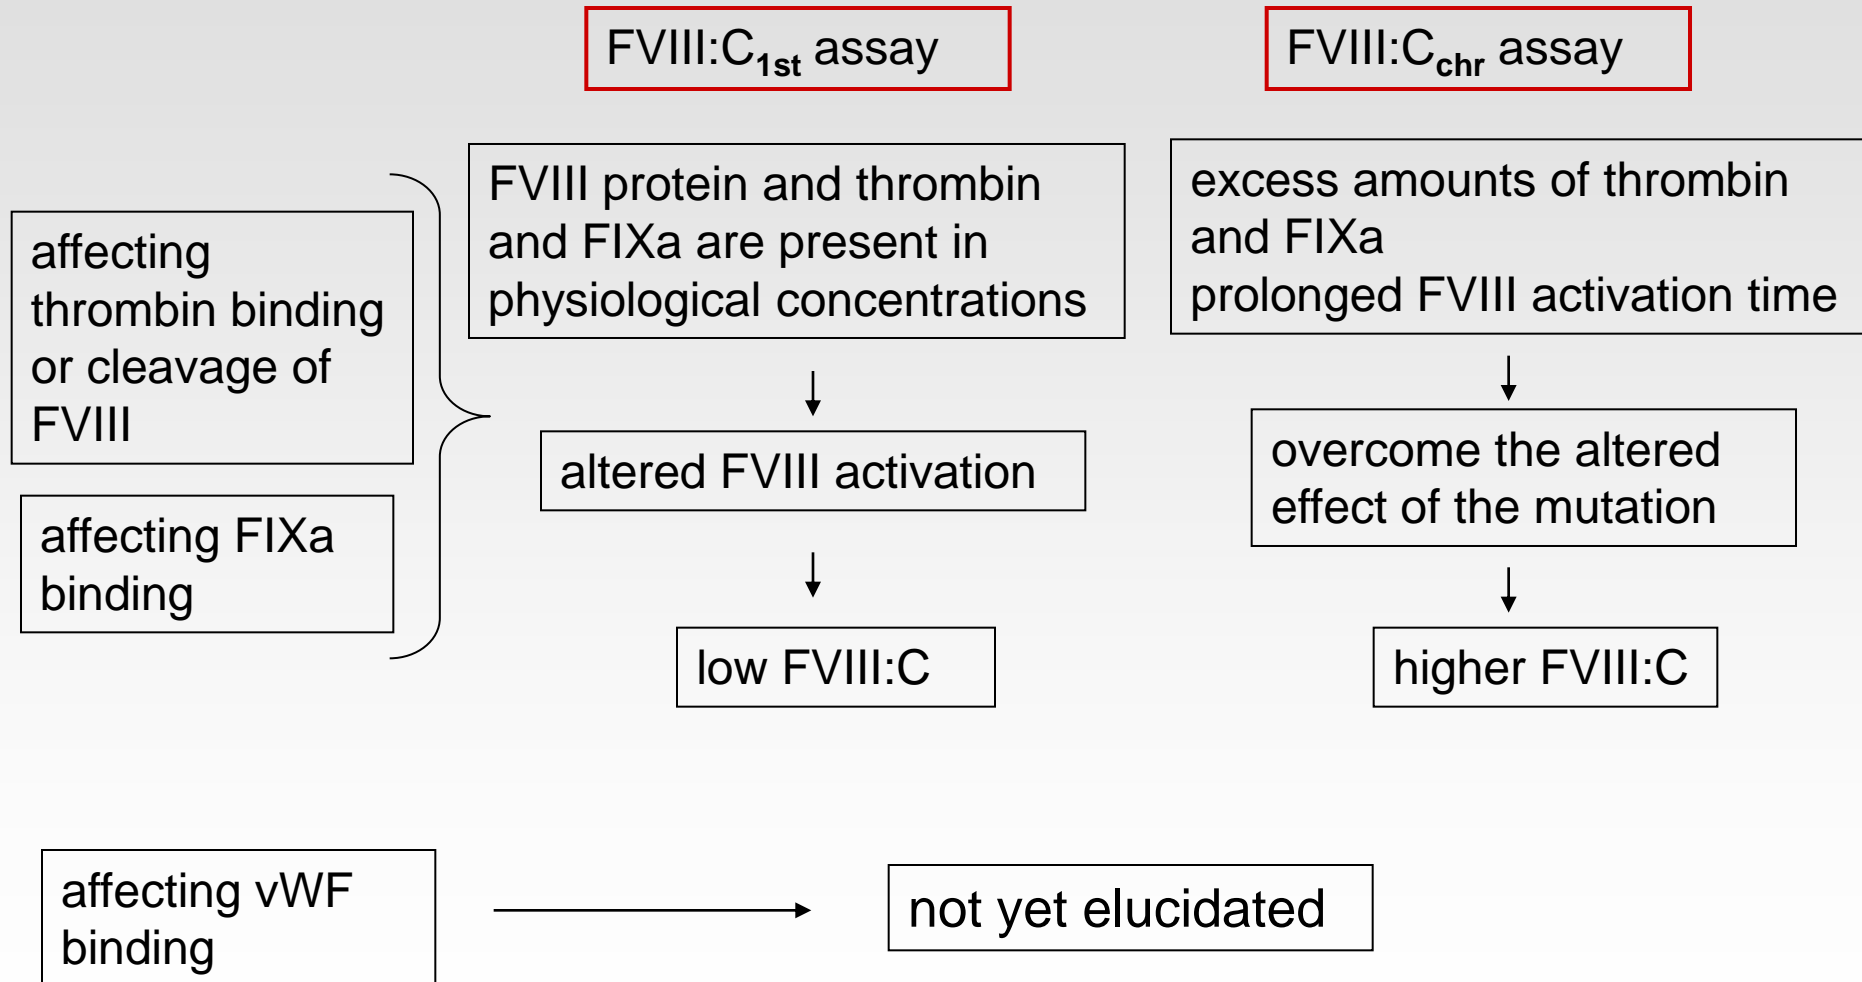 FVIII:C1st assay
FVIII:Cchr assay
affecting
thrombin binding
or cleavage of
FVIII
affecting FIXa
binding
FVIII protein and thrombin
and FIXa are present in
physiological concentrations
altered FVIII activation
low FVIII:C
excess amounts of thrombin
and FIXa
prolonged FVIII activation time
overcome the altered
effect of the mutation
higher FVIII:C
affecting vWF
binding
not yet elucidated